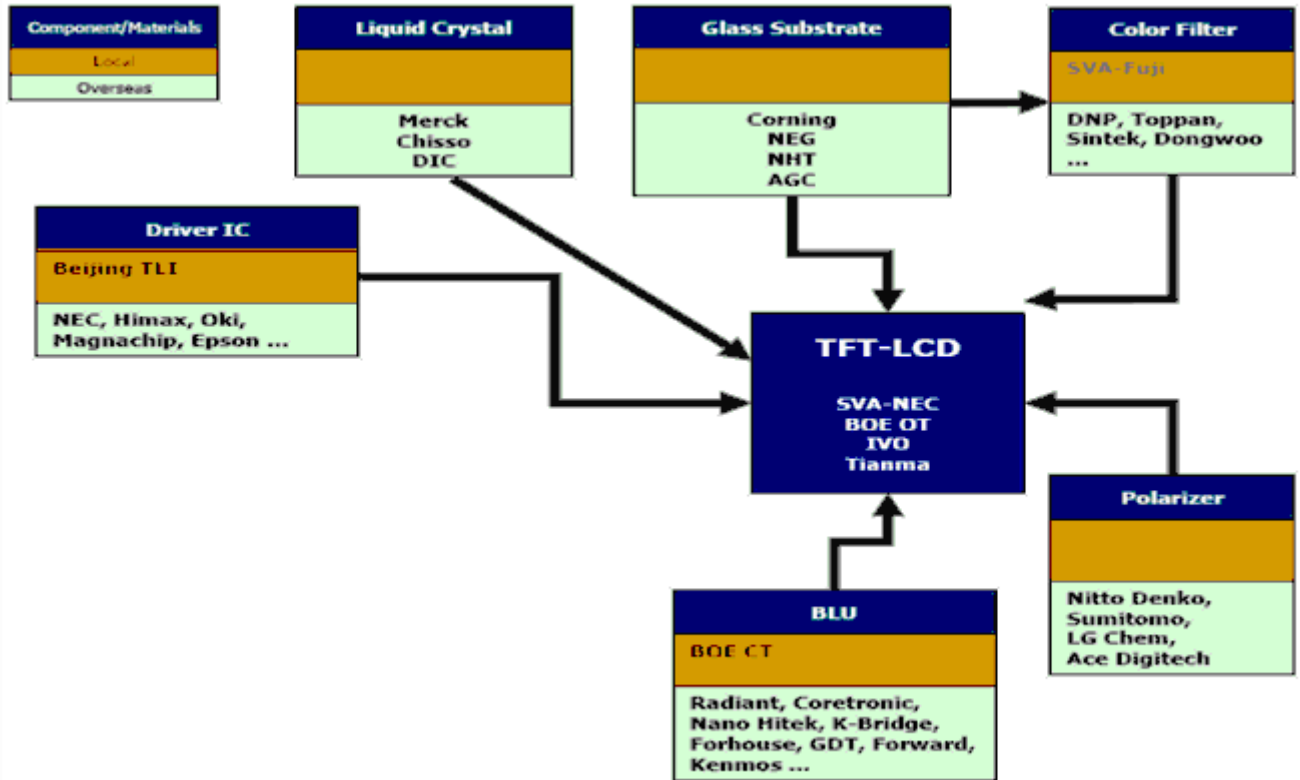 Component/Materials
Local
Overseas
Liquid Crystal
Merck
Chisso
DIC
Glass Substrate
Corning
NEG
NHT
AGC
Color Filter
SVA-Fuji
DNP, Toppan,
Sintek, Dongwoo
...
Driver IC
Beijing TLI
NEC, Himax, Oki,
Magnachip, Epson ...
TFT-LCD
SVA-NEC
BOE OT
IVO
Tianma
Polarizer
Nitto Denko,
Sumitomo,
LG Chem,
Ace Digitech
BLU
BOE CT
Radiant, Coretronic,
Nano Hitek, K-Bridge,
Forhouse, GDT, Forward,
Kenmos ...